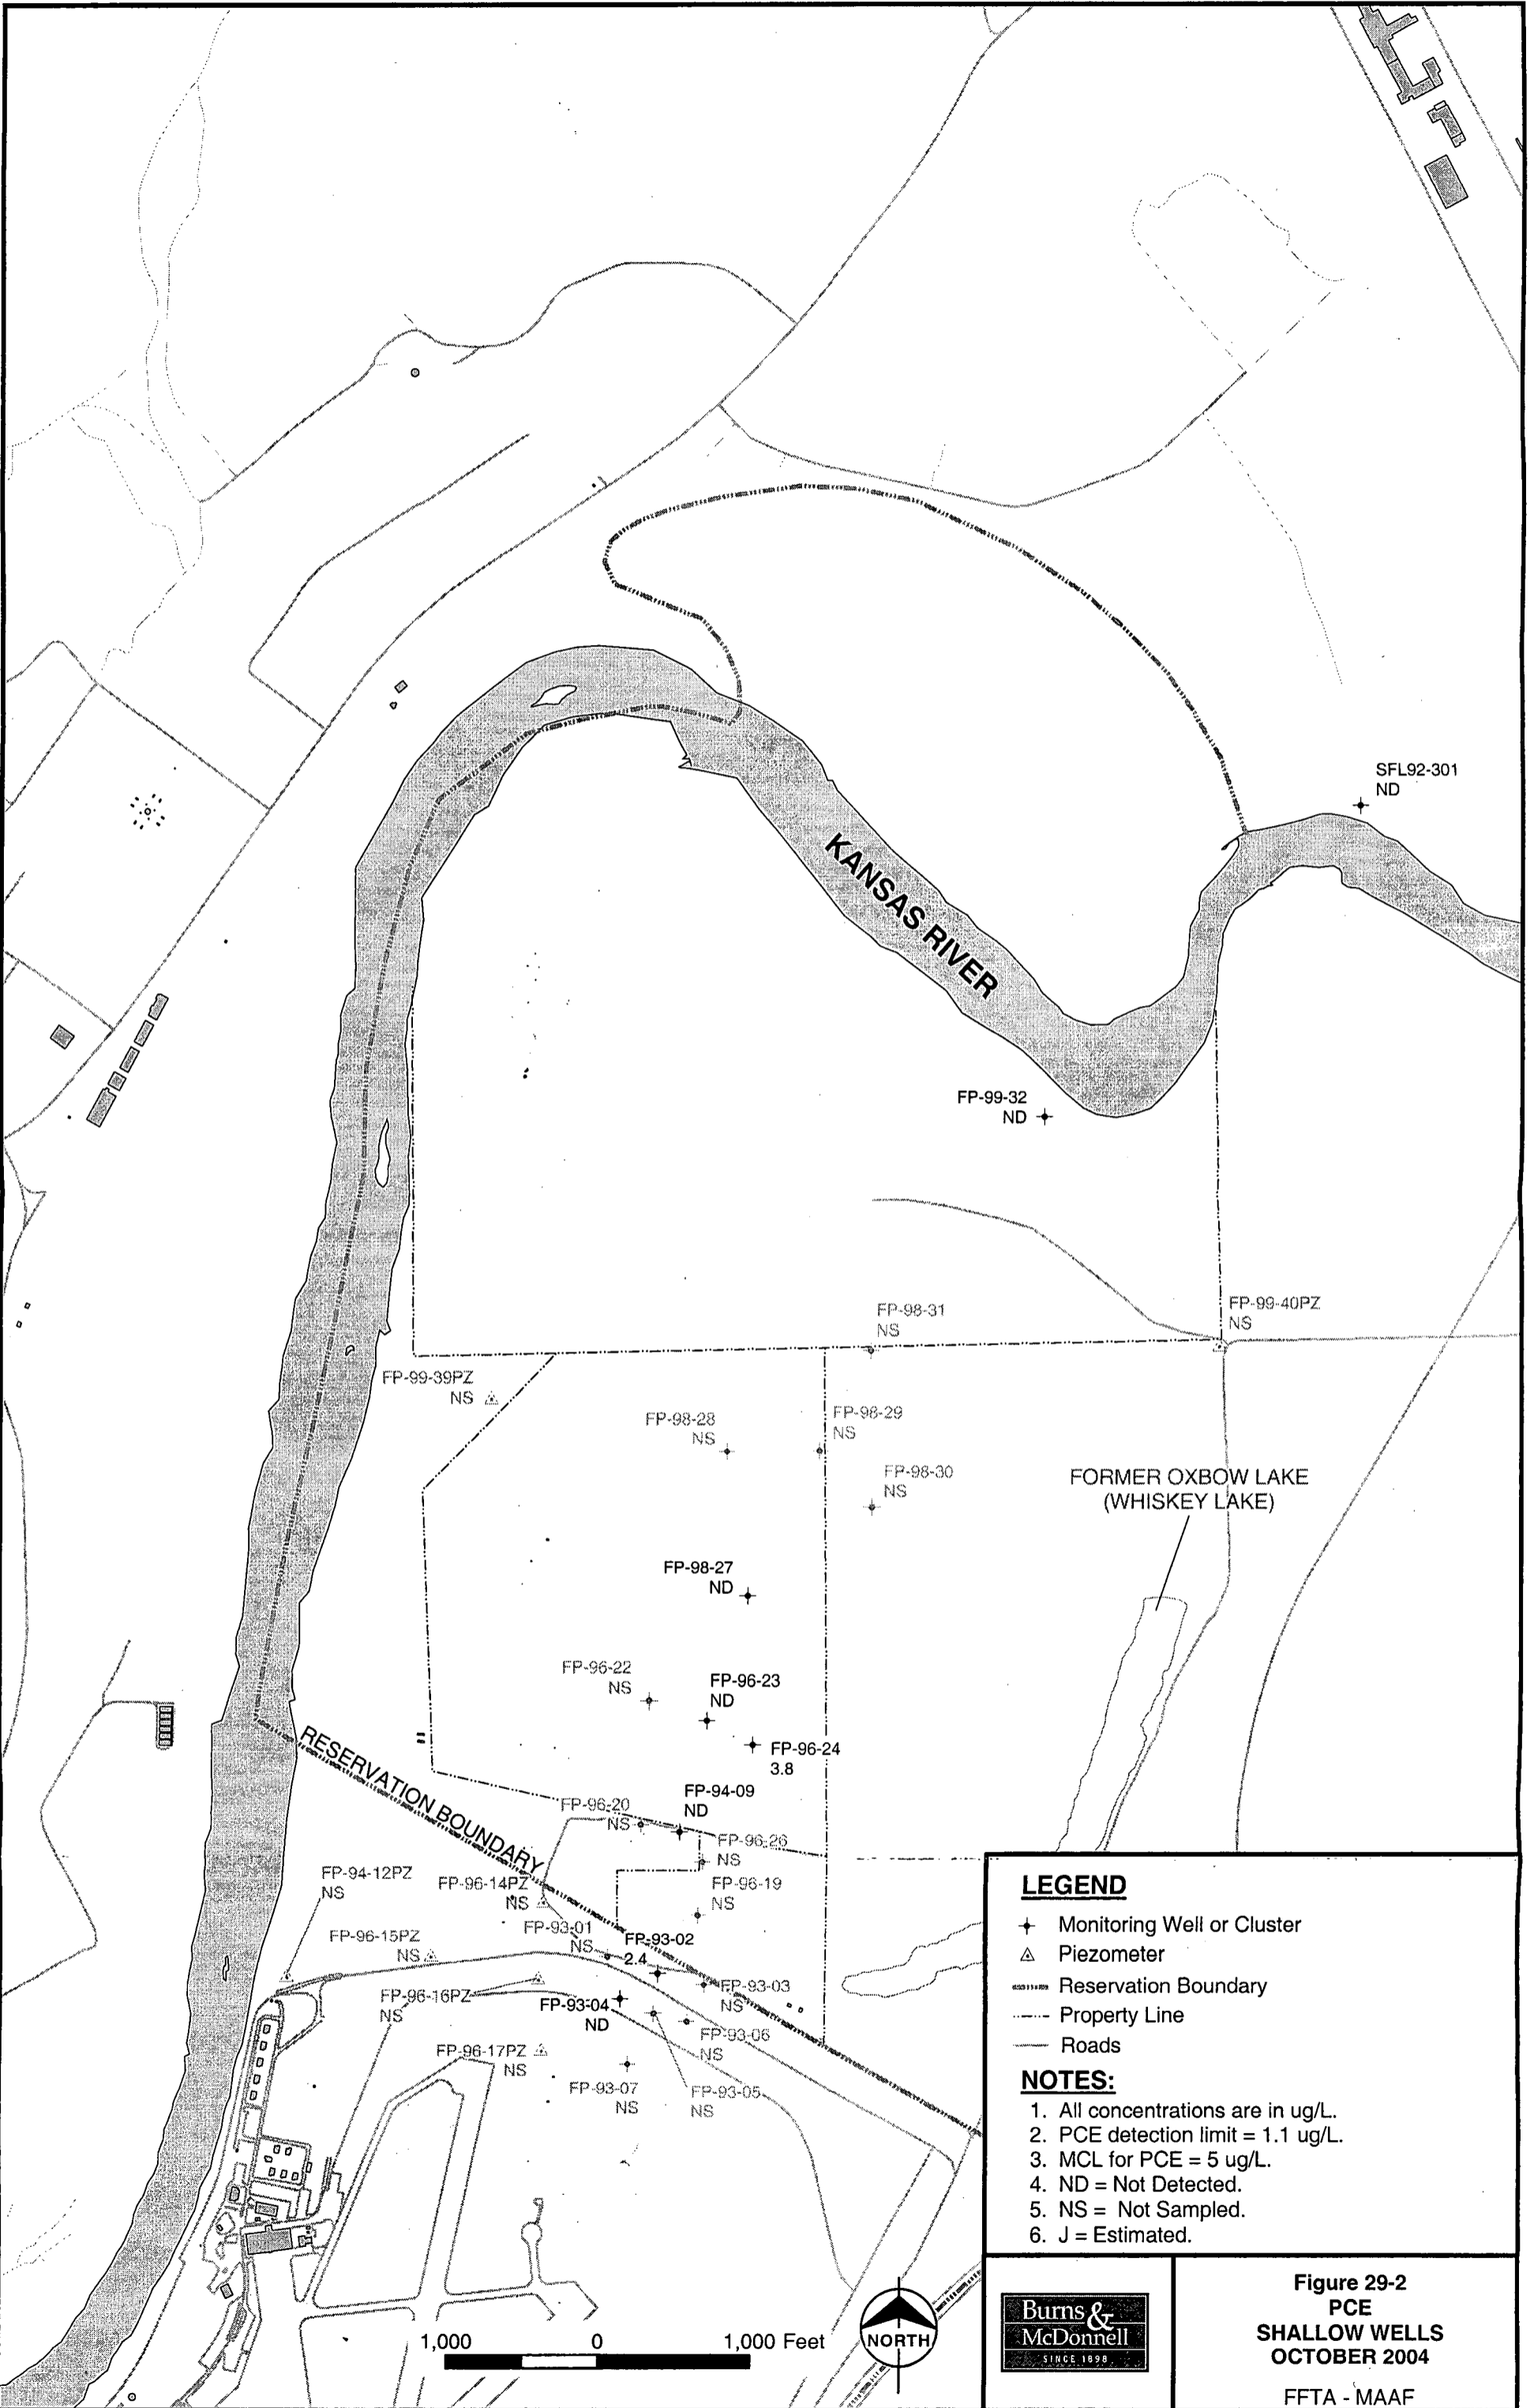 SFL92-301
ND
KANSAS RIVER
FP-99-32
ND
FP-98-31
NS
FP-99-40PZ
NS
FP-99-39PZ
NS
FP-98-28
NS
FP-98-29
NS
FP-98-30
NS
FORMER OXBOW LAKE
(WHISKEY LAKE)
FP-98-27
ND
FP-96-22
NS
FP-96-23
ND
FP-96-24
3.8
RESERVATION BOUNDARY
FP-94-09
ND
FP-96-20
NS
FP-96-26
NS
FP-94-12PZ
NS
FP-96-14PZ
NS
FP-96-19
NS
FP-93-01
NS
FP-93-02
2.4
FP-96-15PZ
NS
FP-93-03
NS
FP-96-16PZ
NS
FP-93-04
ND
FP-93-06
NS
FP-96-17PZ
NS
FP-93-07
NS
FP-93-05
NS
LEGEND
Monitoring Well or Cluster
Piezometer
Reservation Boundary
Property Line
Roads
NOTES:
1. All concentrations are in ug/L.
2. PCE detection limit = 1.1 ug/L.
3. MCL for PCE = 5 ug/L.
4. ND = Not Detected.
5. NS = Not Sampled.
6. J = Estimated.
1,000 0 1,000 Feet
NORTH
Burns &
McDonnell
SINCE 1898
Figure 29-2
PCE
SHALLOW WELLS
OCTOBER 2004
FFTA - MAAF